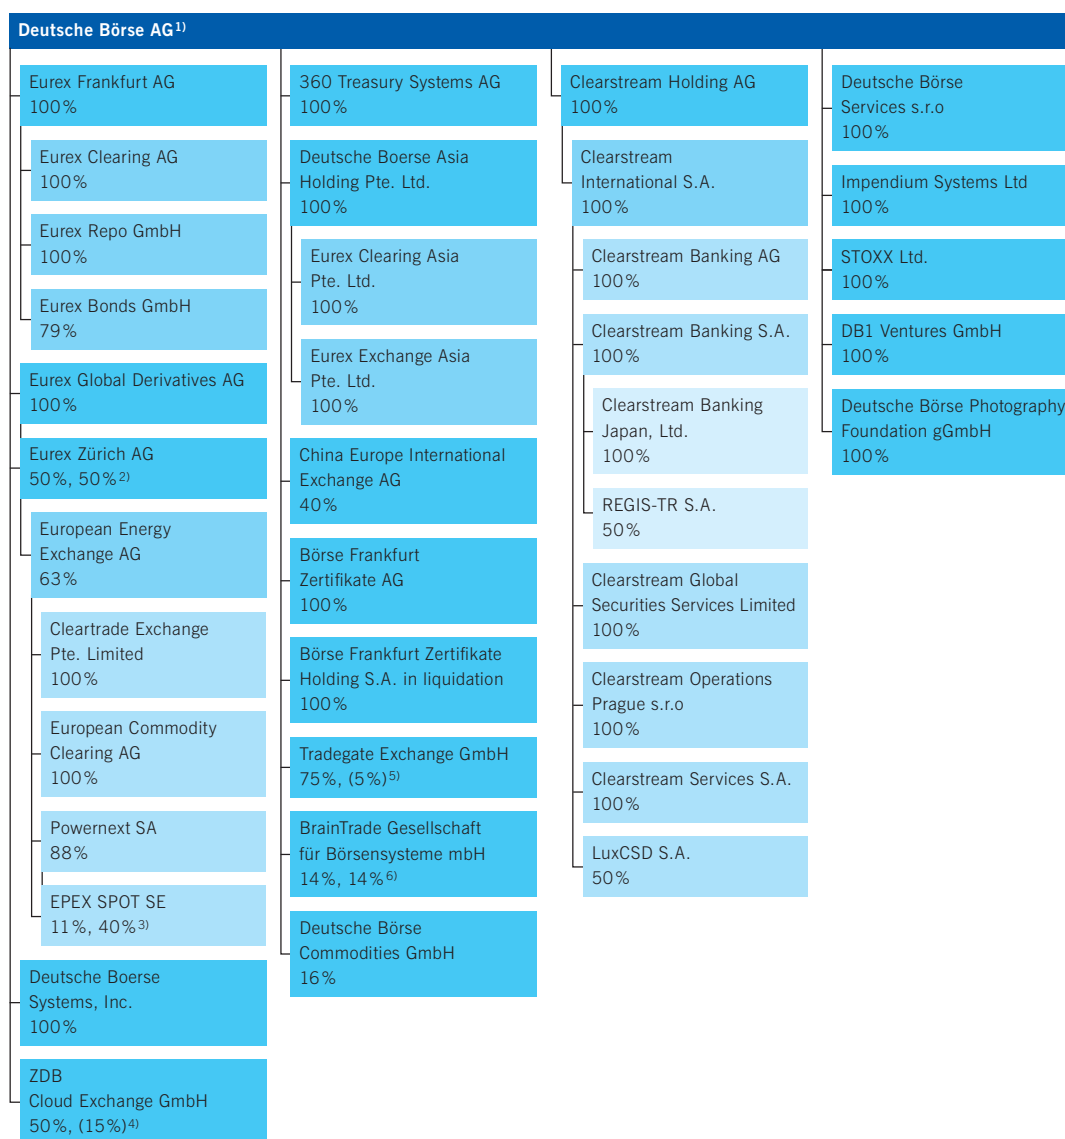 Deutsche Börse AG1)
Eurex Frankfurt AG
100%
Eurex Clearing AG
100%
Eurex Repo GmbH
100%
Eurex Bonds GmbH
79%
Eurex Global Derivatives AG
100%
Eurex Zürich AG
50%, 50%2)
European Energy
Exchange AG
63%
Cleartrade Exchange
Pte. Limited
100%
European Commodity
Clearing AG
100%
Powernext SA
88%
EPEX SPOT SE
11%, 40%3)
Deutsche Boerse
Systems, Inc.
100%
ZDB
Cloud Exchange GmbH
50%, (15%)4)
360 Treasury Systems AG
100%
Deutsche Boerse Asia
Holding Pte. Ltd.
100%
Eurex Clearing Asia
Pte. Ltd.
100%
Eurex Exchange Asia
Pte. Ltd.
100%
China Europe International
Exchange AG
40%
Börse Frankfurt
Zertifikate AG
100%
Börse Frankfurt Zertifikate
Holding S.A. in liquidation
100%
Tradegate Exchange GmbH
75%, (5%)5)
BrainTrade Gesellschaft
für Börsensysteme mbH
14%, 14%6)
Deutsche Börse
Commodities GmbH
16%
Clearstream Holding AG
100%
Clearstream
International S.A.
100%
Clearstream Banking AG
100%
Clearstream Banking S.A.
100%
Clearstream Banking
Japan, Ltd.
100%
REGIS-TR S.A.
50%
Clearstream Global
Securities Services Limited
100%
Clearstream Operations
Prague s.r.o
100%
Clearstream Services S.A.
100%
LuxCSD S.A.
50%
Deutsche Börse
Services s.r.o
100%
Impendium Systems Ltd
100%
STOXX Ltd.
100%
DB1 Ventures GmbH
100%
Deutsche Börse Photography
Foundation gGmbH
100%